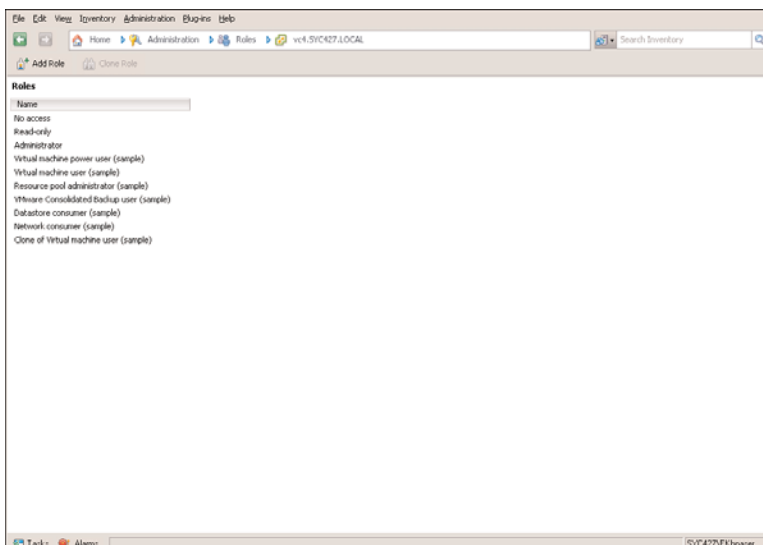 File Edit View Inventory Administration Plug-ins Help
Home Administration Roles vc4.SYC427.LOCAL Search Inventory
Add Role Clone Role
Roles
Name
No access
Read-only
Administrator
Virtual machine power user (sample)
Virtual machine user (sample)
Resource pool administrator (sample)
VMware Consolidated Backup user (sample)
Datastore consumer (sample)
Network consumer (sample)
Clone of Virtual machine user (sample)
Tasks Alarms